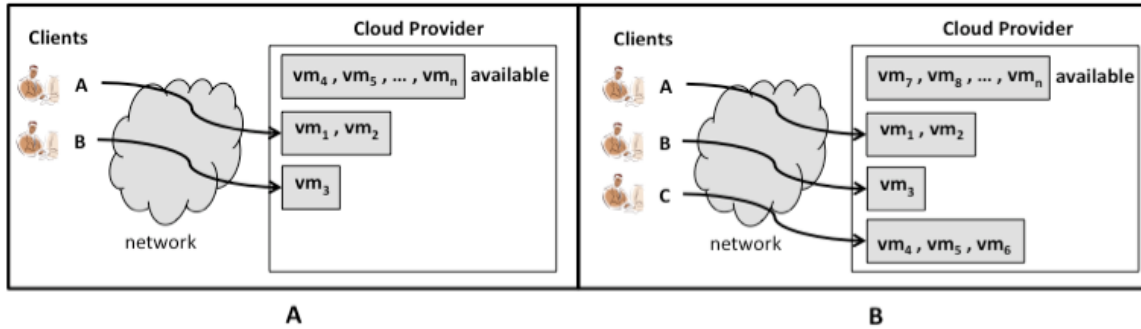 Clients
Cloud Provider
vm4 , vm5 , ... , vmn available
A
vm1 , vm2
B
vm3
network
Clients
Cloud Provider
vm7 , vm8 , ... , vmn available
A
vm1 , vm2
B
vm3
C
vm4 , vm5 , vm6
network
A
B